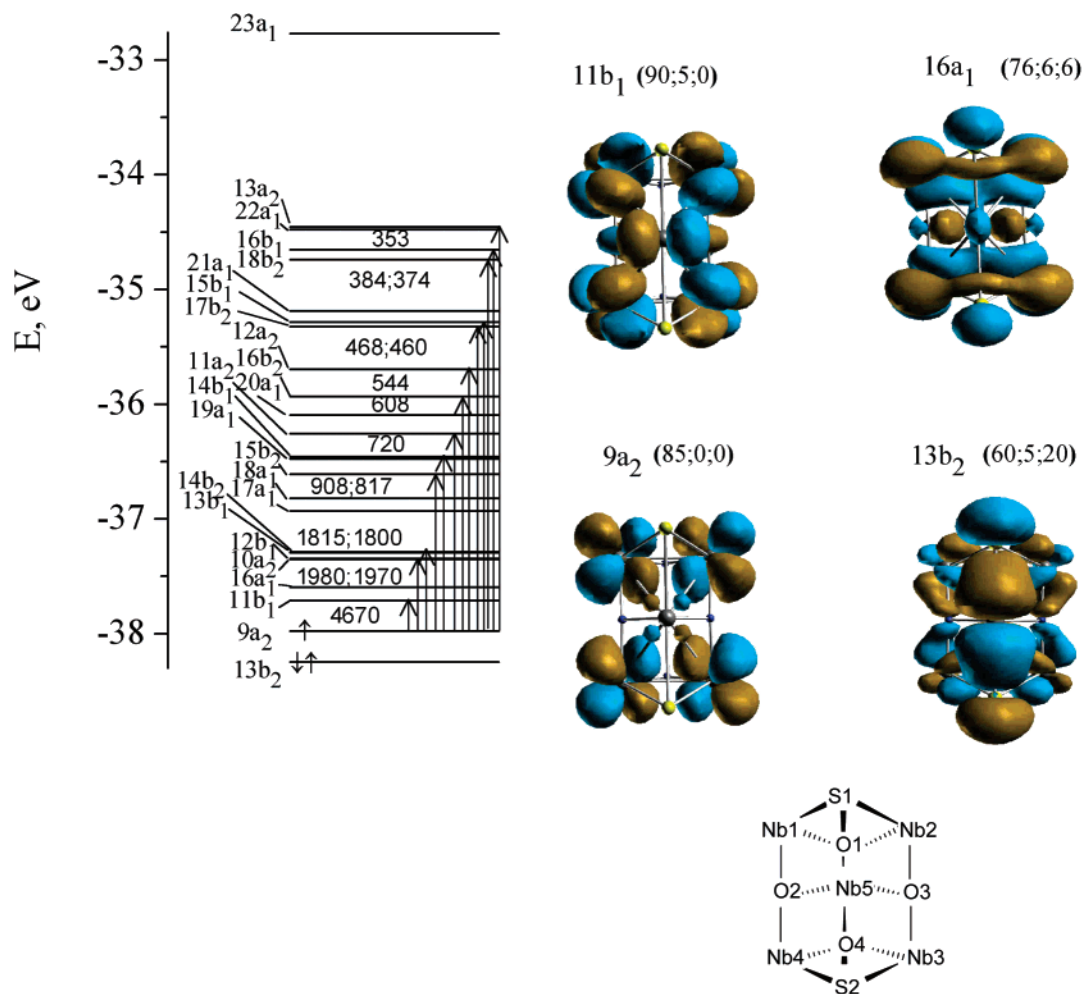 23a1
-33
-34
-35
-36
-37
-38
E, eV
13a2
22a1
16b1
18b2
21a1
15b1
17b2
12a2
16b2
11a2
20a1
14b1
19a1
15b2
18a2
17a1
14b2
13b1
12b1
10a2
16a1
11b1
9a2
13b2
353
384;374
468;460
544
608
720
908;817
1815;1800
1980;1970
4670
11b1 (90;5;0)
16a1 (76;6;6)
9a2 (85;0;0)
13b2 (60;5;20)
S1
Nb1 Nb2
O1
O2 Nb5 O3
O4
Nb4 Nb3
S2